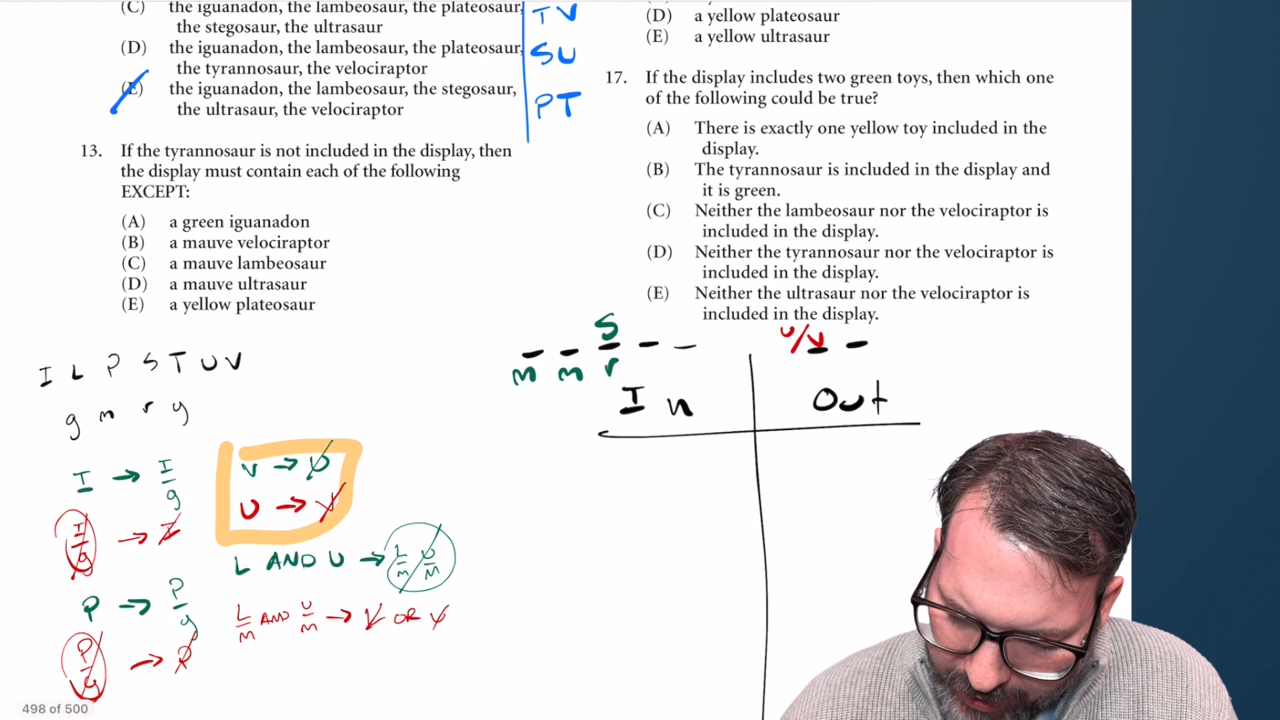 (C) the iguanadon, the lambeosaur, the plateosaur,
the stegosaur, the ultrasaur
(D) the iguanadon, the lambeosaur, the plateosaur,
the tyrannosaur, the velociraptor
(E) the iguanadon, the lambeosaur, the stegosaur,
the ultrasaur, the velociraptor
13. If the tyrannosaur is not included in the display, then
the display must contain each of the following
EXCEPT:
(A) a green iguanadon
(B) a mauve velociraptor
(C) a mauve lambeosaur
(D) a mauve ultrasaur
(E) a yellow plateosaur
T V
S U
P T
(D) a yellow plateosaur
(E) a yellow ultrasaur
17. If the display includes two green toys, then which one
of the following could be true?
(A) There is exactly one yellow toy included in the
display.
(B) The tyrannosaur is included in the display and
it is green.
(C) Neither the lambeosaur nor the velociraptor is
included in the display.
(D) Neither the tyrannosaur nor the velociraptor is
included in the display.
(E) Neither the ultrasaur nor the velociraptor is
included in the display.
I L P S T U V
g m r y
I → I/g
I/g → I
P → P/y
P/y → P
V → U
U → V
L AND U → L/m U/M
L/m AND U/m → L OR U
S
m m r
U/V
In Out
498 of 500